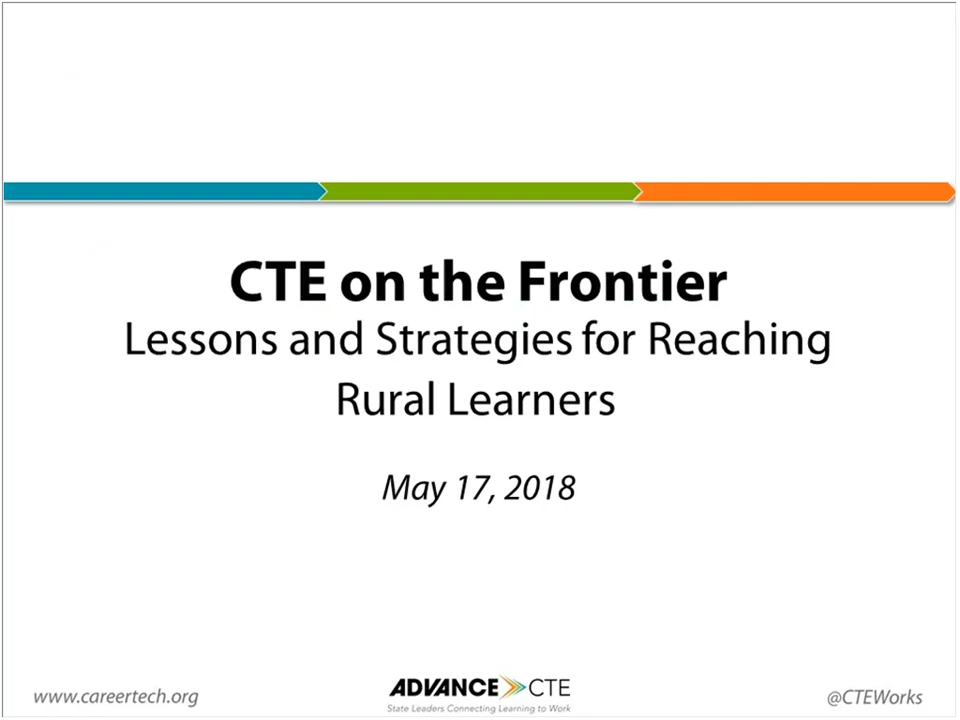 CTE on the Frontier
Lessons and Strategies for Reaching
Rural Learners
May 17, 2018
www.careertech.org
ADVANCE CTE
State Leaders Connecting Learning to Work
@CTEWorks